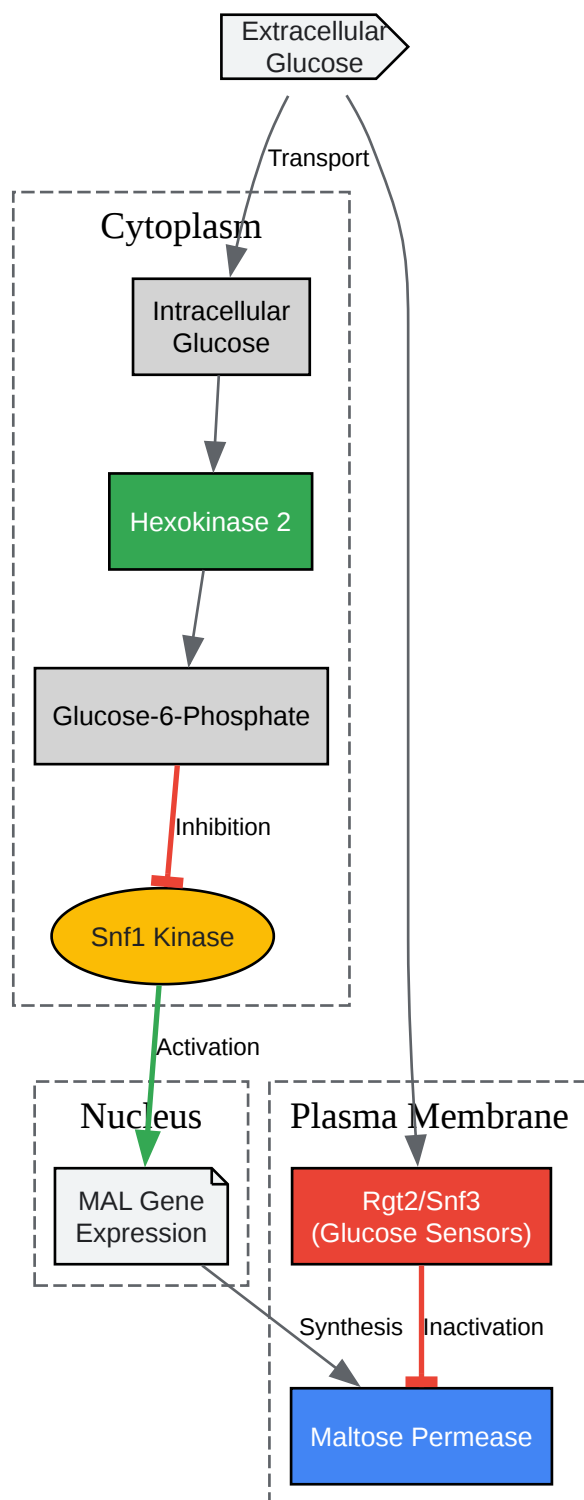 Extracellular
Glucose
Transport
Cytoplasm
Intracellular
Glucose
Hexokinase 2
Glucose-6-Phosphate
Inhibition
Snf1 Kinase
Activation
Nucleus
Plasma Membrane
MAL Gene
Expression
Rgt2/Snf3
(Glucose Sensors)
Synthesis
Inactivation
Maltose Permease